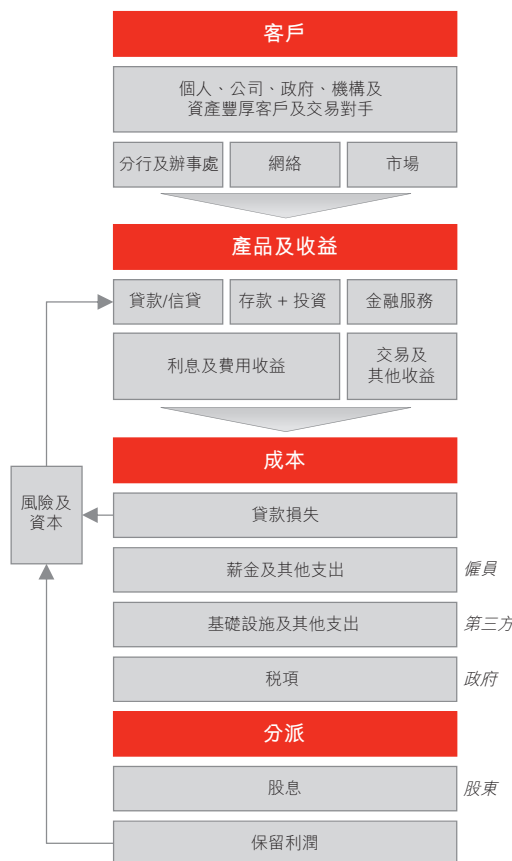 客戶
個人、公司、政府、機構及
資產豐厚客戶及交易對手
分行及辦事處
網絡
市場
產品及收益
貸款/信貸
存款 + 投資
金融服務
利息及費用收益
交易及
其他收益
成本
風險及
資本
貸款損失
薪金及其他支出
僱員
基礎設施及其他支出
第三方
税項
政府
分派
股息
股東
保留利潤